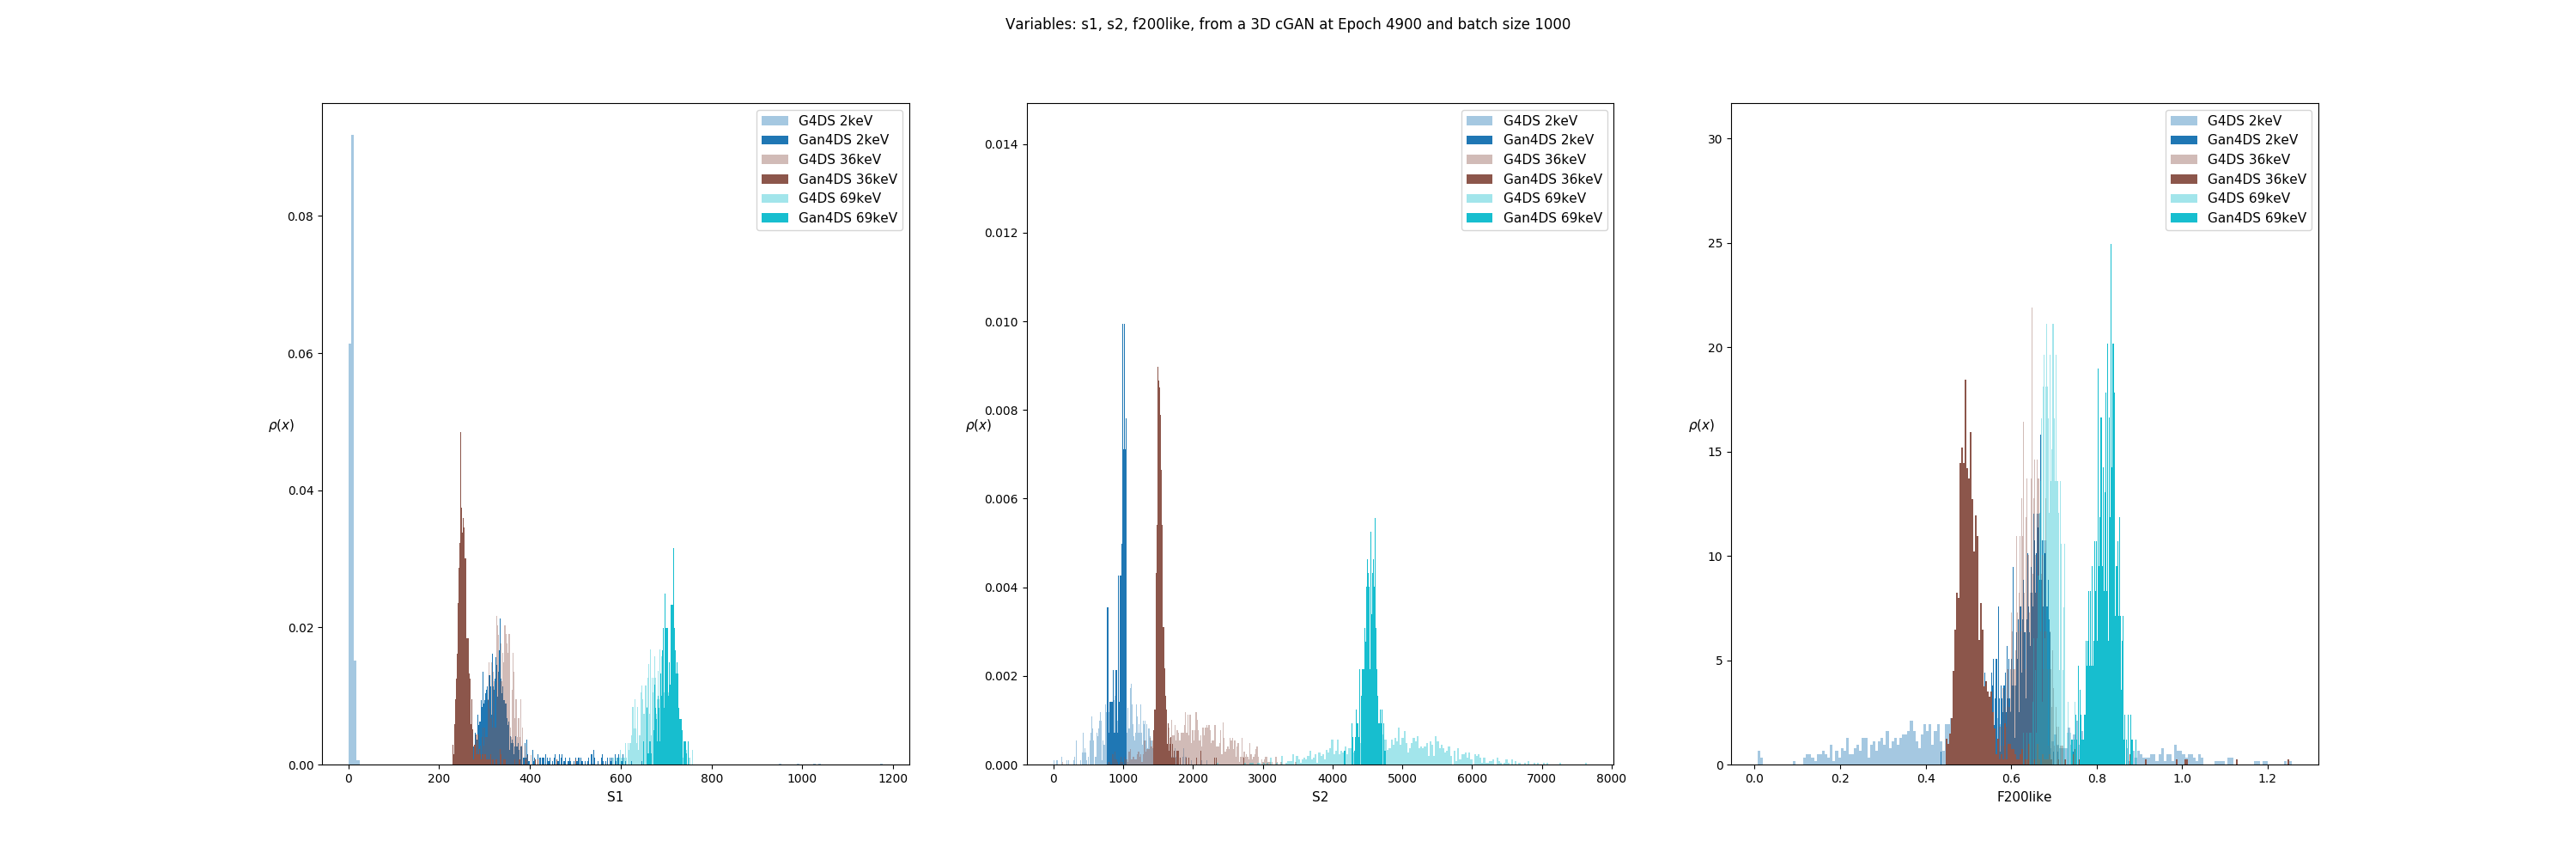 Variables: s1, s2, f200like, from a 3D cGAN at Epoch 4900 and batch size 1000
G4DS 2keV
Gan4DS 2keV
G4DS 36keV
Gan4DS 36keV
G4DS 69keV
Gan4DS 69keV
0.08
0.06
0.04
0.02
0.00
ρ(x)
0
200
400
600
800
1000
1200
S1
G4DS 2keV
Gan4DS 2keV
G4DS 36keV
Gan4DS 36keV
G4DS 69keV
Gan4DS 69keV
0.014
0.012
0.010
0.008
0.006
0.004
0.002
0.000
ρ(x)
0
1000
2000
3000
4000
5000
6000
7000
8000
S2
G4DS 2keV
Gan4DS 2keV
G4DS 36keV
Gan4DS 36keV
G4DS 69keV
Gan4DS 69keV
30
25
20
15
10
5
0
ρ(x)
0.0
0.2
0.4
0.6
0.8
1.0
1.2
F200like